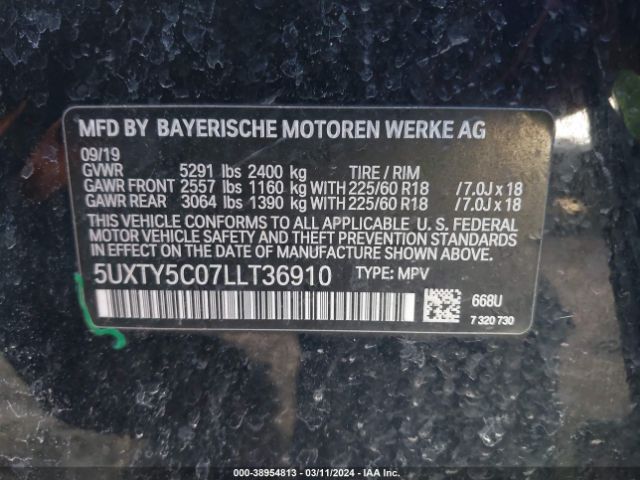 MFD BY BAYERISCHE MOTOREN WERKE AG
09/19
GVWR 5291 lbs 2400 kg TIRE / RIM
GAWR FRONT 2557 lbs 1160 kg WITH 225/60 R18 /7.0J x 18
GAWR REAR 3064 lbs 1390 kg WITH 225/60 R18 /7.0J x 18
THIS VEHICLE CONFORMS TO ALL APPLICABLE U. S. FEDERAL
MOTOR VEHICLE SAFETY AND THEFT PREVENTION STANDARDS
IN EFFECT ON THE DATE OF MANUFACTURE SHOWN ABOVE.
5UXTY5C07LLT36910 TYPE: MPV
668U
7 320 730
000-38954813 - 03/11/2024 - IAA Inc.